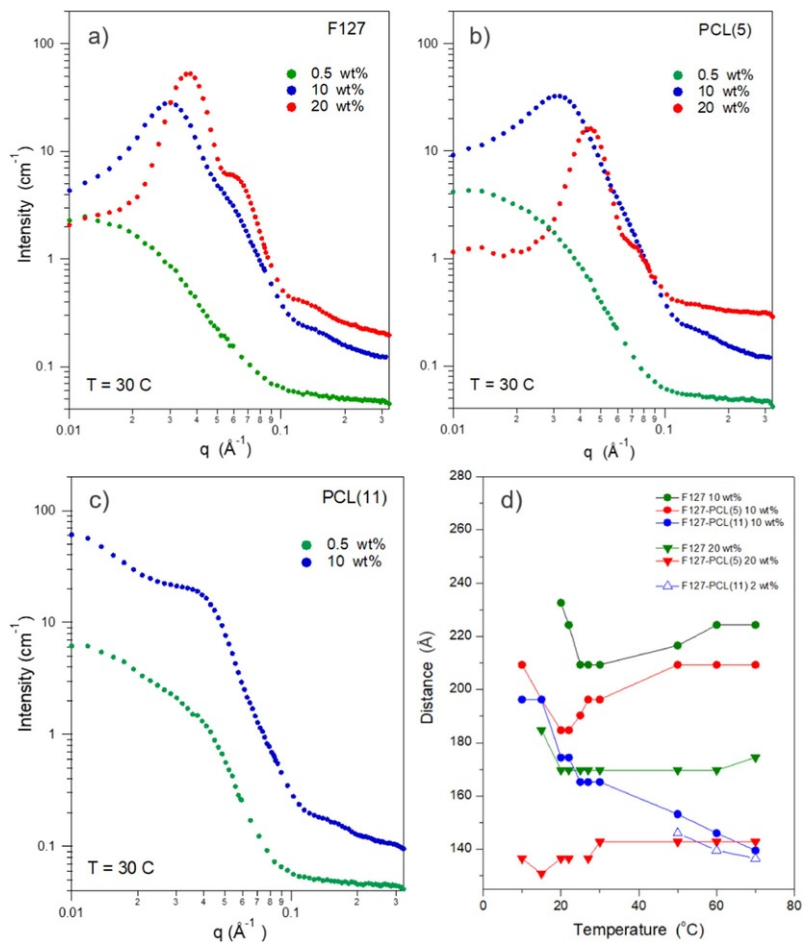 a)
F127
0.5 wt%
10 wt%
20 wt%
100
10
1
0.1
Intensity (cm⁻¹)
T = 30 C
0.01
2
3
4
5
6
7
8
9
0.1
2
3
q (Å⁻¹)
b)
PCL(5)
0.5 wt%
10 wt%
20 wt%
100
10
1
0.1
T = 30 C
0.01
2
3
4
5
6
7
8
9
0.1
2
3
q (Å⁻¹)
c)
PCL(11)
0.5 wt%
10 wt%
100
10
1
0.1
Intensity (cm⁻¹)
T = 30 C
0.01
2
3
4
5
6
7
8
9
0.1
2
3
q (Å⁻¹)
d)
F127 10 wt%
F127-PCL(5) 10 wt%
F127-PCL(11) 10 wt%
F127 20 wt%
F127-PCL(5) 20 wt%
F127-PCL(11) 2 wt%
280
260
240
220
200
180
160
140
Distance (Å)
0
20
40
60
80
Temperature (°C)